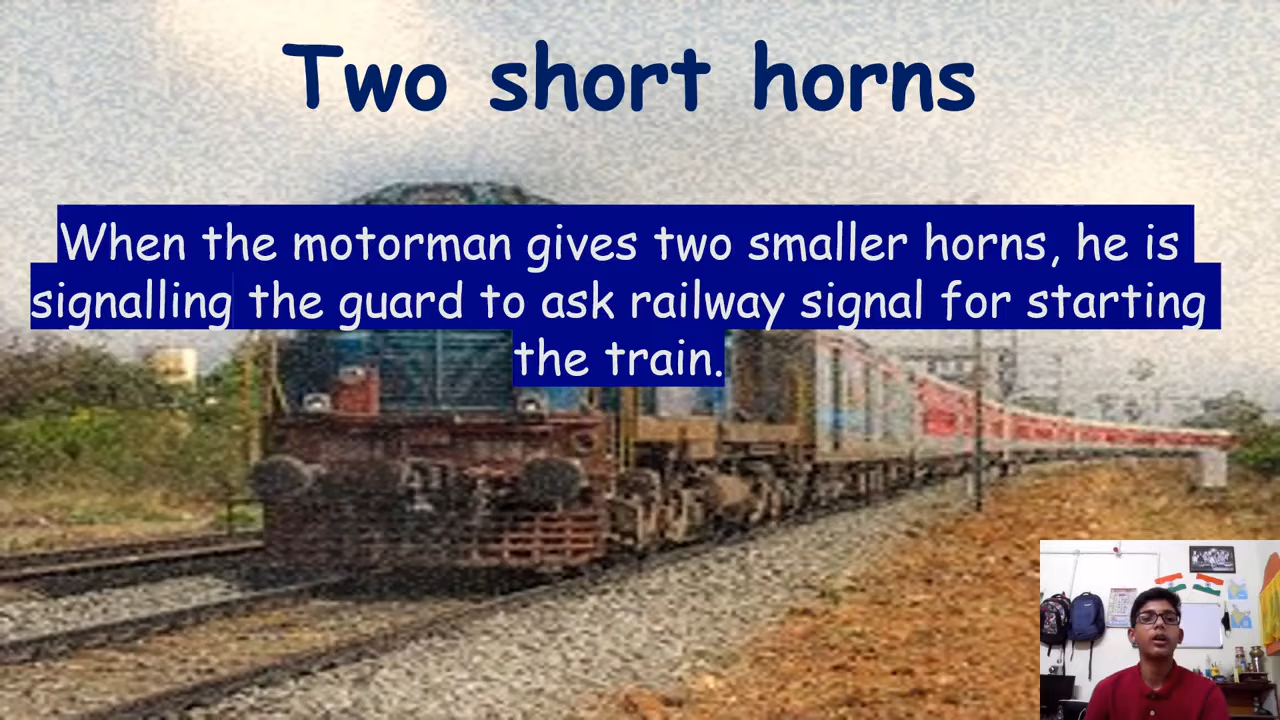 Two short horns
When the motorman gives two smaller horns, he is
signalling the guard to ask railway signal for starting
the train.